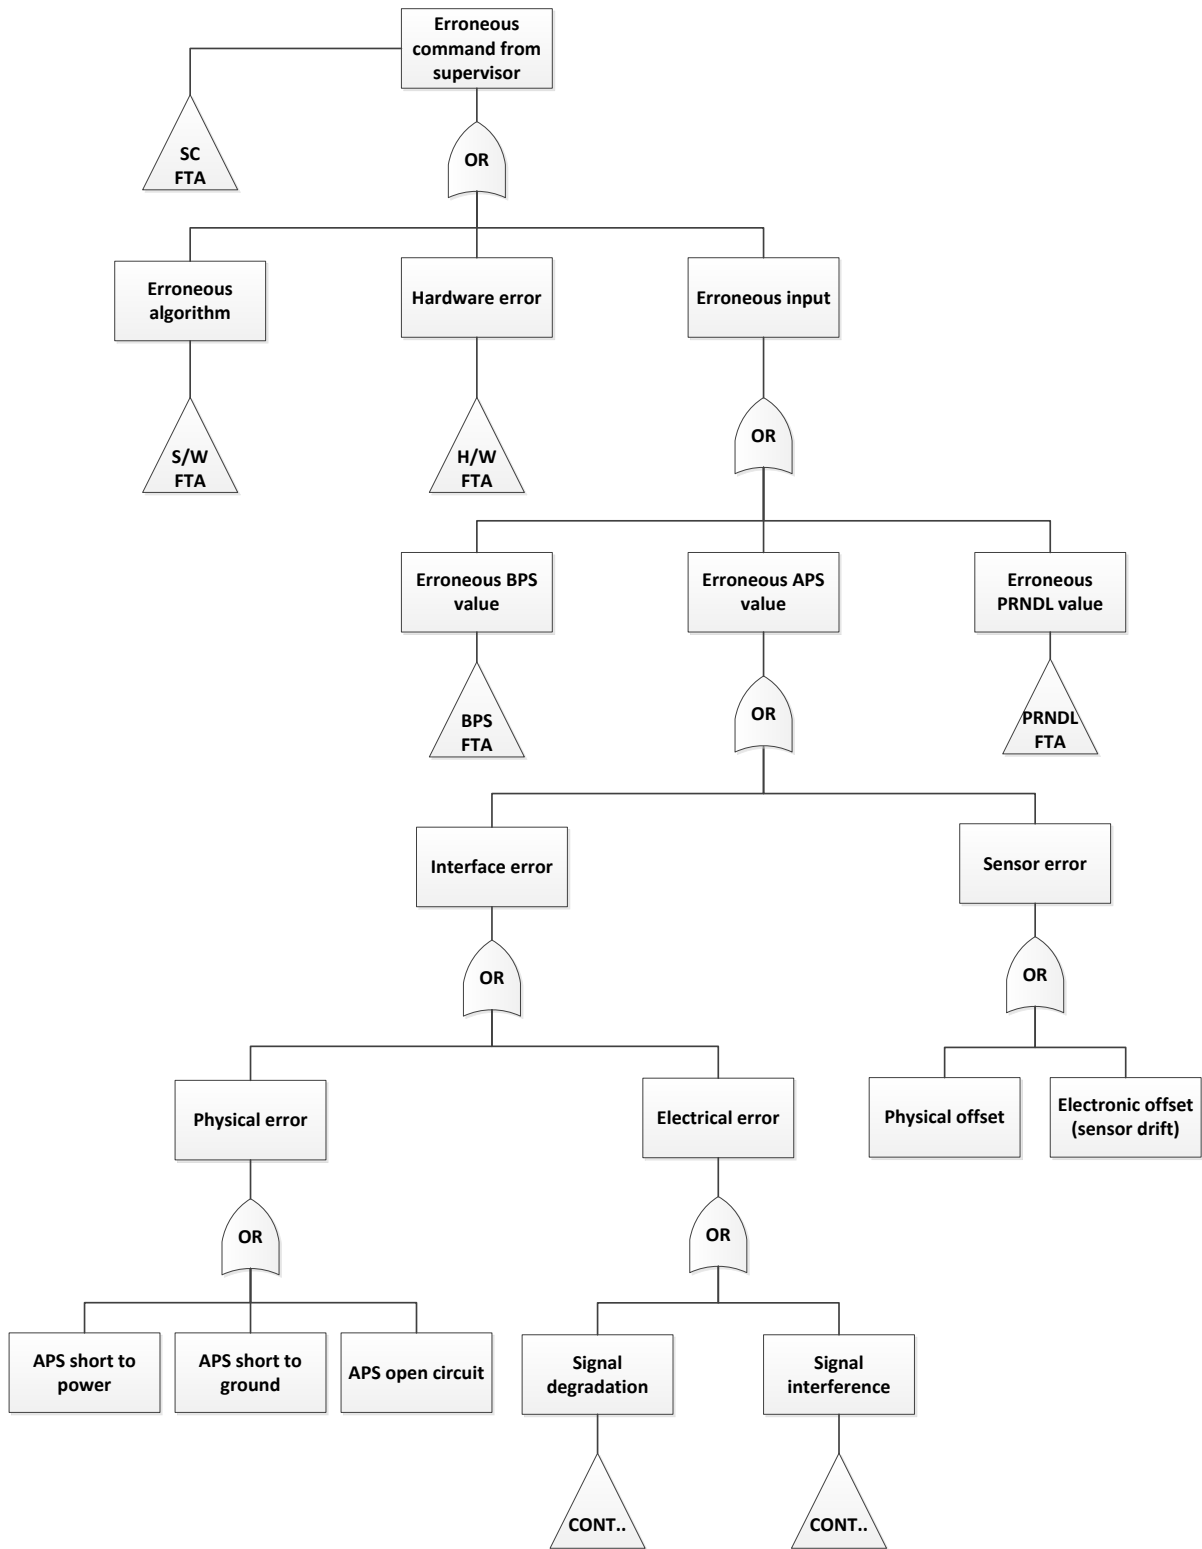 Erroneous
command from
supervisor
SC
FTA
OR
Erroneous
algorithm
Hardware error
Erroneous input
S/W
FTA
H/W
FTA
OR
Erroneous BPS
value
Erroneous APS
value
Erroneous
PRNDL value
BPS
FTA
OR
PRNDL
FTA
Interface error
Sensor error
OR
OR
Physical error
Electrical error
Physical offset
Electronic offset
(sensor drift)
OR
OR
APS short to
power
APS short to
ground
APS open circuit
Signal
degradation
Signal
interference
CONT..
CONT..